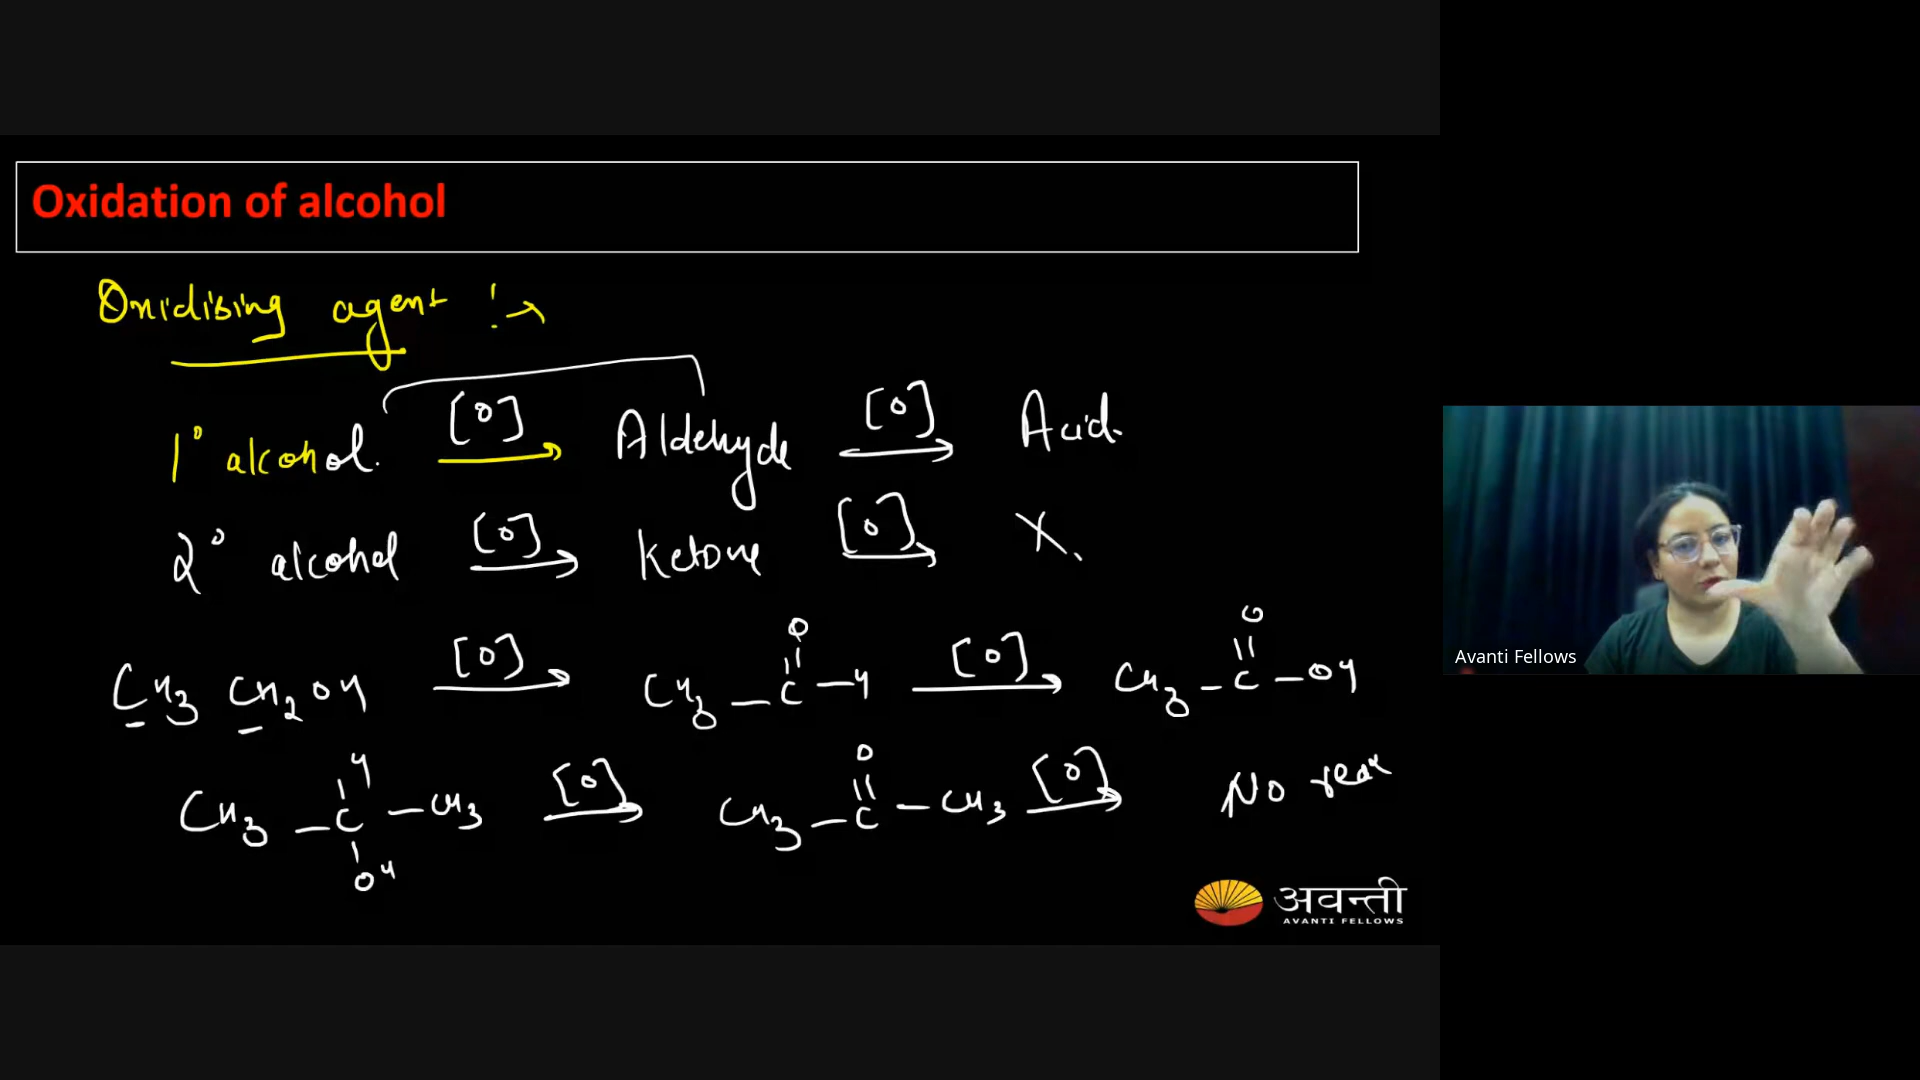 Oxidation of alcohol
Oxidising agent :→
1° alcohol. [O] → Aldehyde [O] → Acid.
2° alcohol [O] → Ketone [O] → X.
CH3 CH2OH [O] → CH3 – C – H [O] → CH3 – C – OH
O O
H O
CH3 – C – CH3 [O] → CH3 – C – CH3 [O] → No reax
OH
Avanti Fellows
अवन्ती
AVANTI FELLOWS